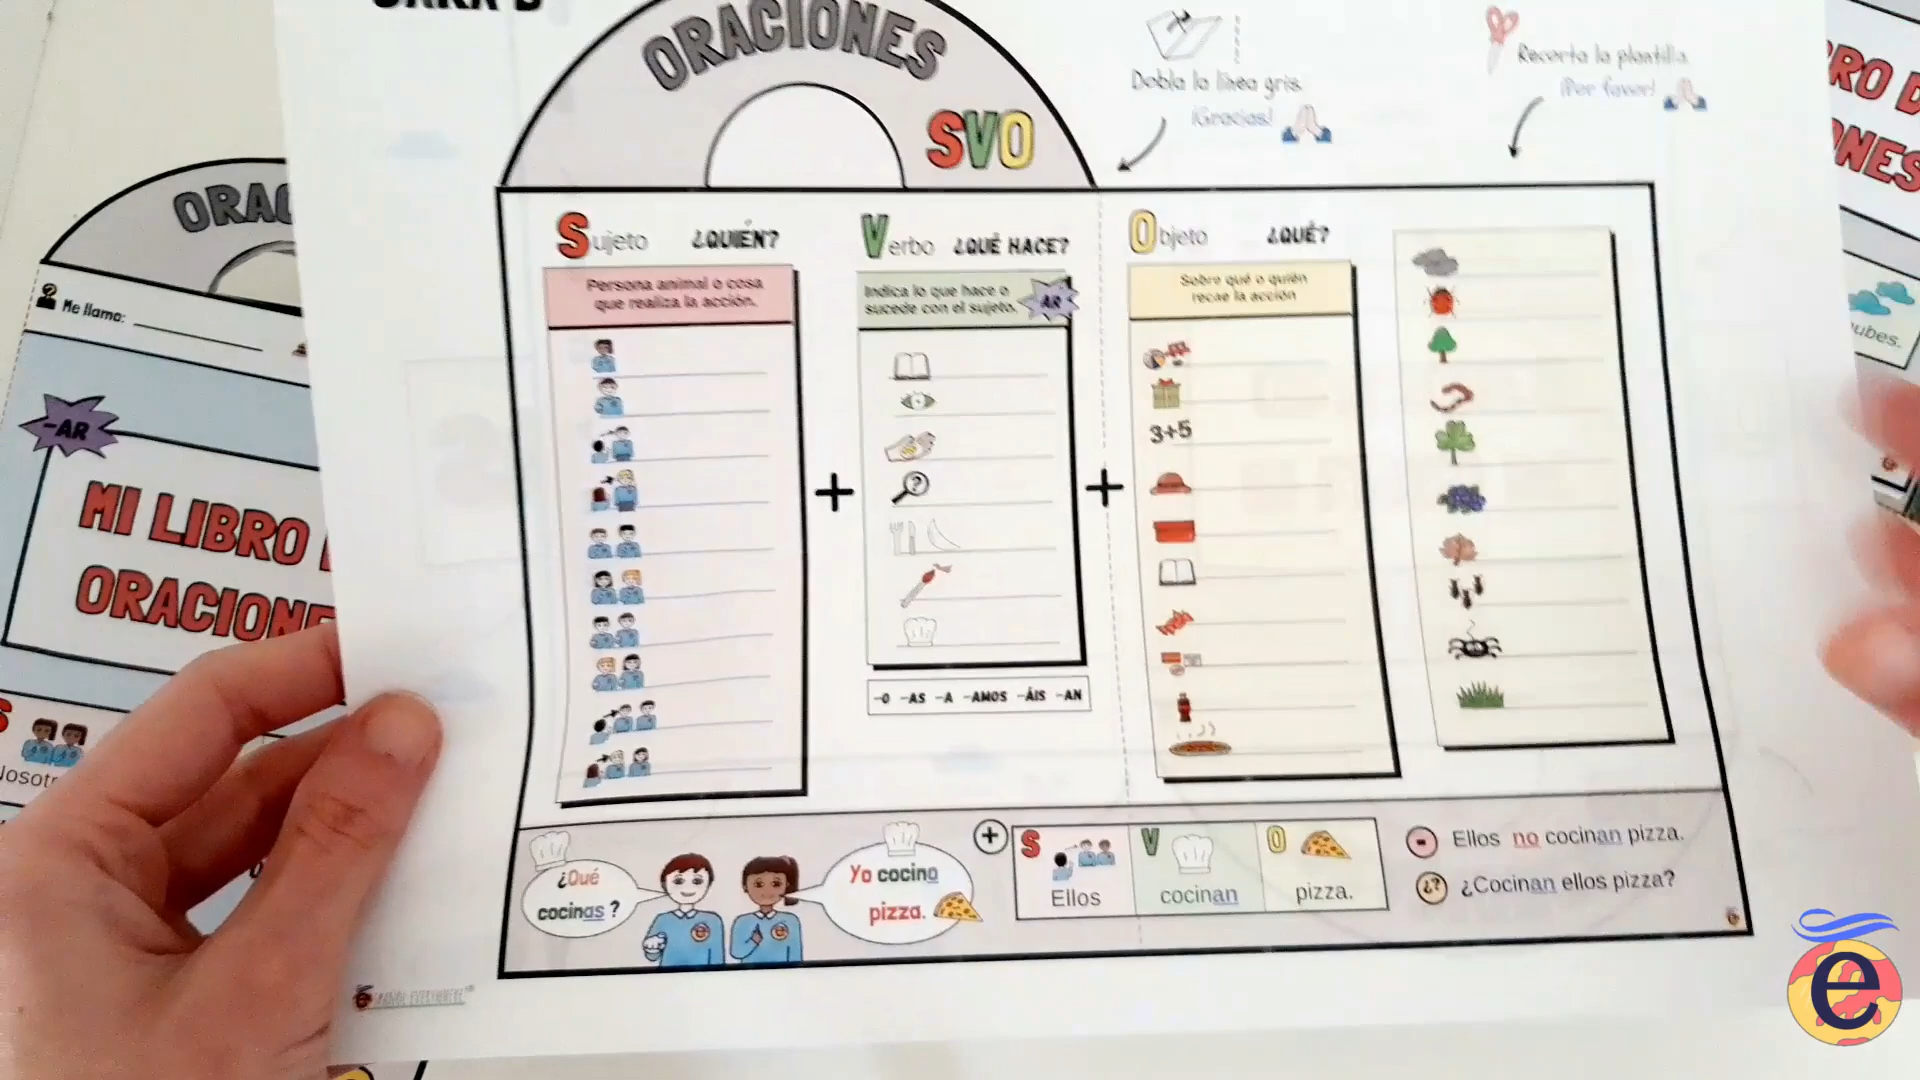 ORACIONES
SVO
Dobla la línea gris.
¡Gracias!
Recorta la plantilla.
¡Por favor!
Sujeto ¿QUIÉN?
Persona animal o cosa
que realiza la acción.
Verbo ¿QUÉ HACE?
Indica lo que hace o
sucede con el sujeto.
AR
Objeto ¿QUÉ?
Sobre qué o quién
recae la acción
3+5
+
+
-O -AS -A -AMOS -ÁIS -AN
¿Qué
cocinas?
Yo cocino
pizza.
+
S V O
Ellos cocinan pizza.
- Ellos no cocinan pizza.
¿? ¿Cocinan ellos pizza?
Me llamo:
-AR
MI LIBRO
S
ubes.
ẽ